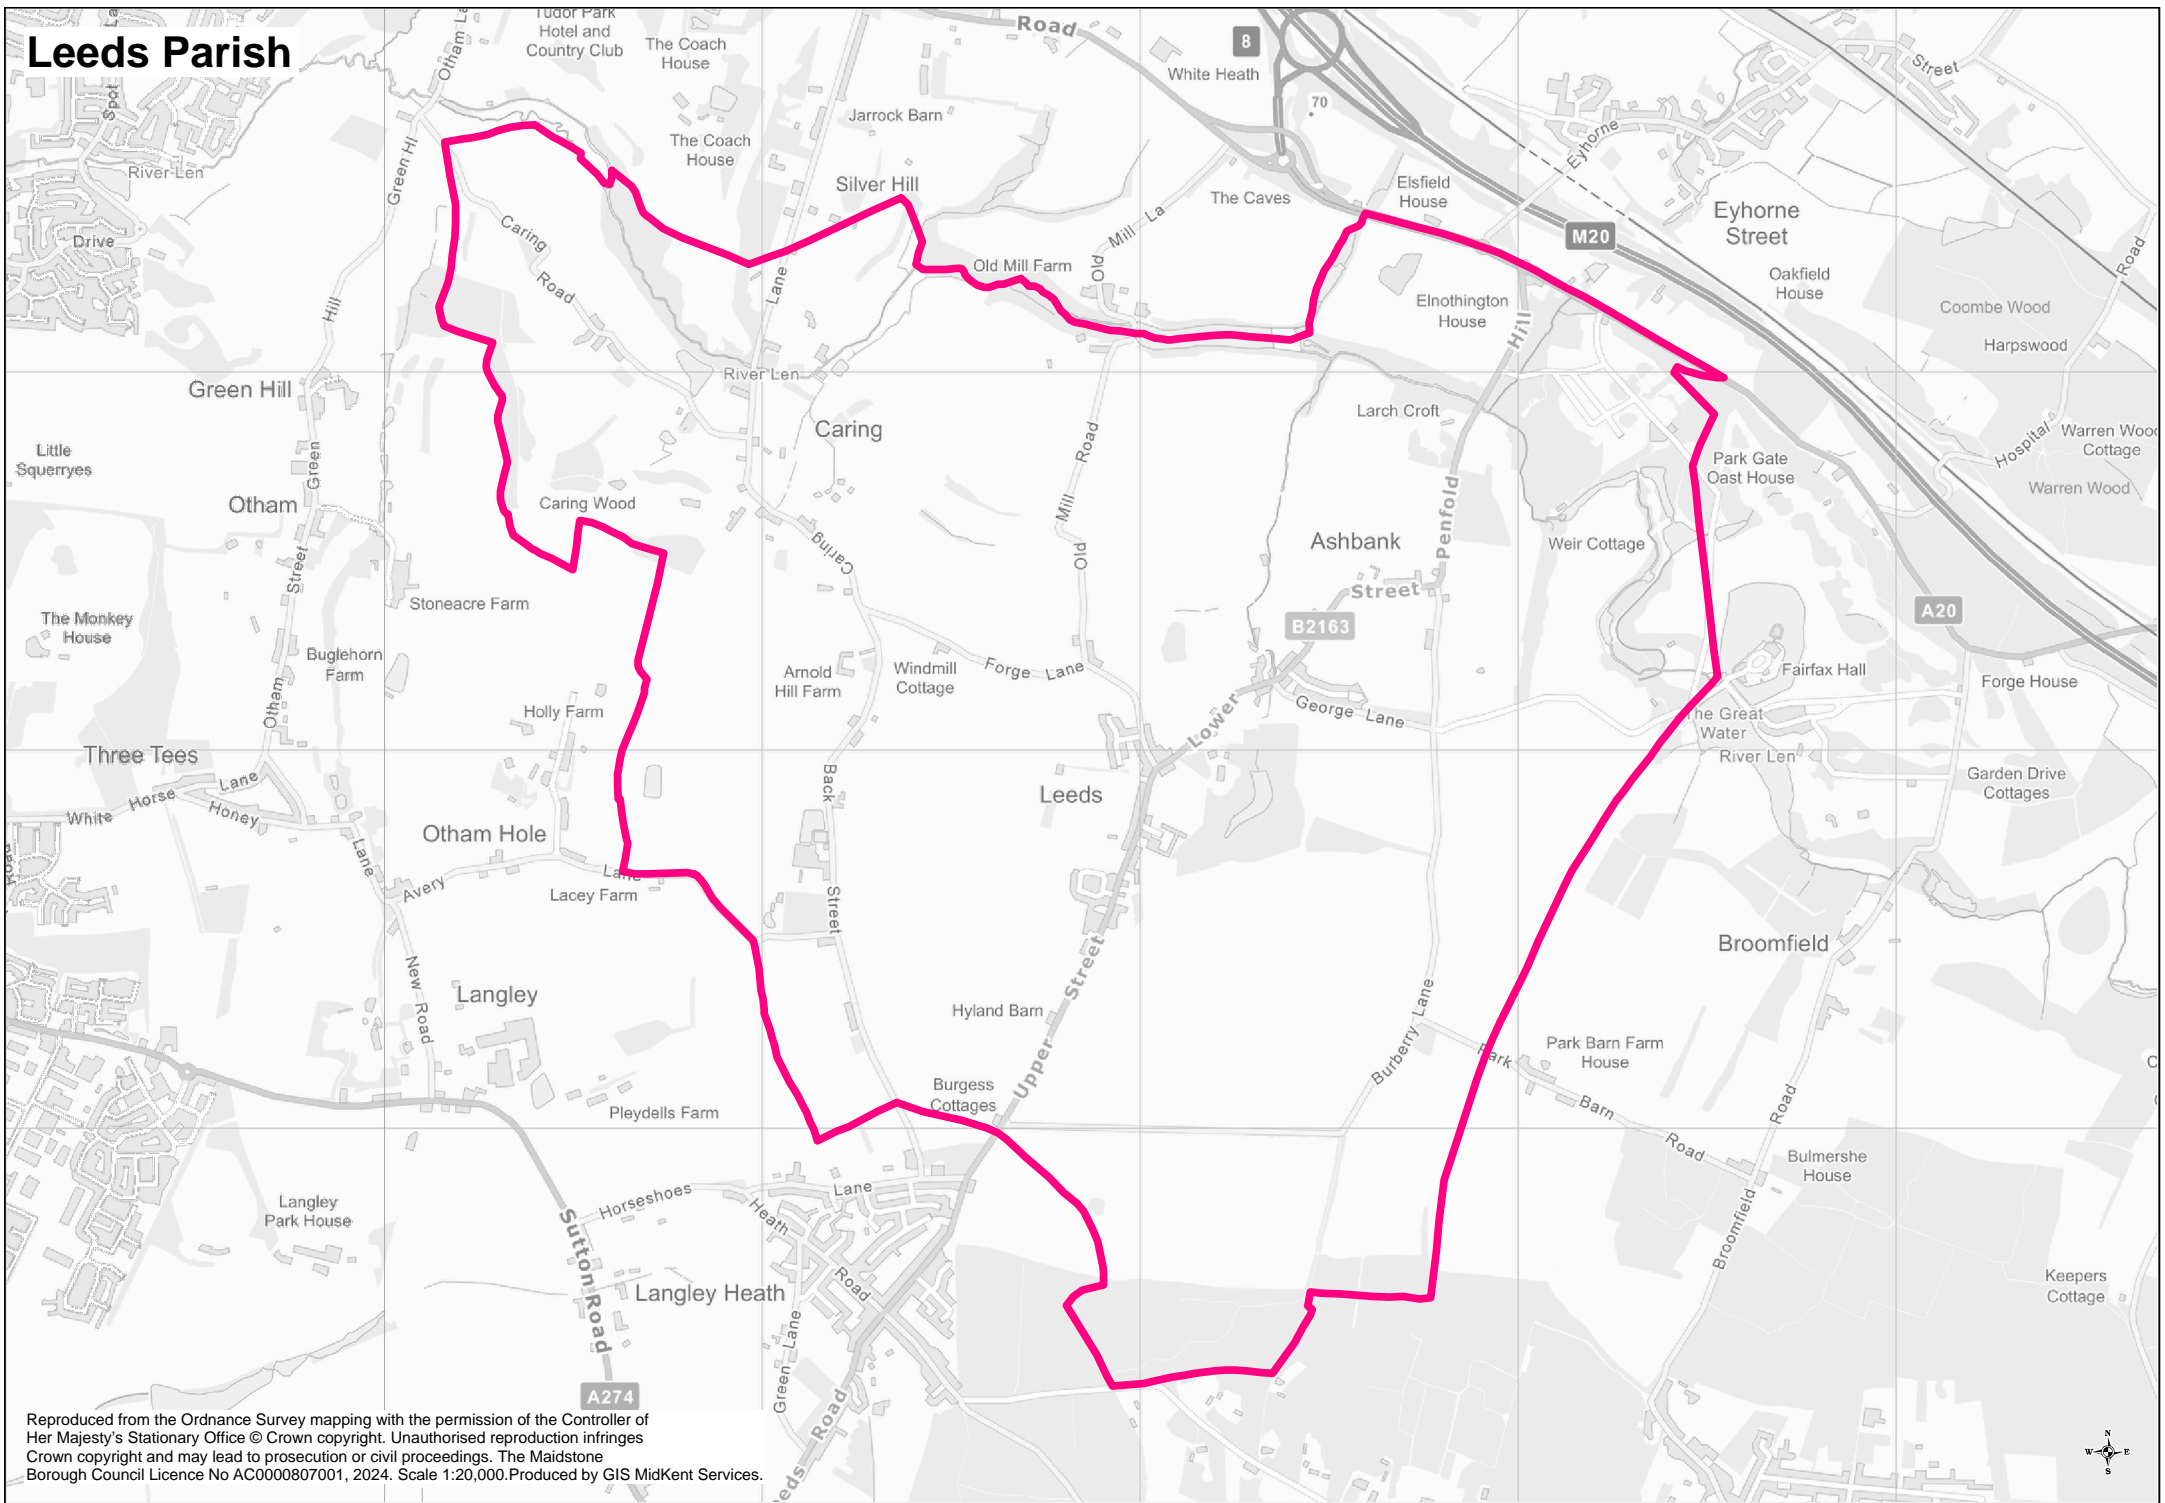 Leeds Parish
Tudor Park
Hotel and
Country Club
The Coach
House
Road
8
White Heath
70
Street
Otham La
Spot La
Jarrock Barn
The Coach
House
River Len
Green Hl
Silver Hill
Eyhorne
Elsfield
House
The Caves
Eyhorne
Street
M20
Drive
Caring
Road
Old Mill Farm
Old
Mill La
Lane
Oakfield
House
Road
Coombe Wood
Harpswood
Elnothington
House
Hill
Hill
Green Hill
River Len
Caring
Larch Croft
Little
Squerryes
Green
Mill
Road
Hospital
Warren Wood
Cottage
Park Gate
Oast House
Warren Wood
Otham
Caring Wood
Caring
Old
Penfold
Ashbank
Weir Cottage
Street
Stoneacre Farm
Street
B2163
A20
The Monkey
House
Buglehorn
Farm
Arnold
Hill Farm
Windmill
Cottage
Forge Lane
Fairfax Hall
Forge House
Otham
Holly Farm
George Lane
Lower
The Great
Water
River Len
Three Tees
Lane
Horse
White
Honey
Lane
Back
Leeds
Garden Drive
Cottages
Otham Hole
Avery
Lane
Lacey Farm
Street
Road
Broomfield
New Road
Langley
Hyland Barn
Street
Upper
Burberry Lane
Park
Barn
Road
Park Barn Farm
House
Burgess
Cottages
Pleydells Farm
Road
Bulmershe
House
Langley
Park House
Horseshoes
Lane
Heath
Road
Sutton Road
Broomfield
Langley Heath
Green Lane
Keepers
Cottage
A274
eeds Road
Reproduced from the Ordnance Survey mapping with the permission of the Controller of
Her Majesty's Stationary Office © Crown copyright. Unauthorised reproduction infringes
Crown copyright and may lead to prosecution or civil proceedings. The Maidstone
Borough Council Licence No AC0000807001, 2024. Scale 1:20,000.Produced by GIS MidKent Services.
N
W E
S